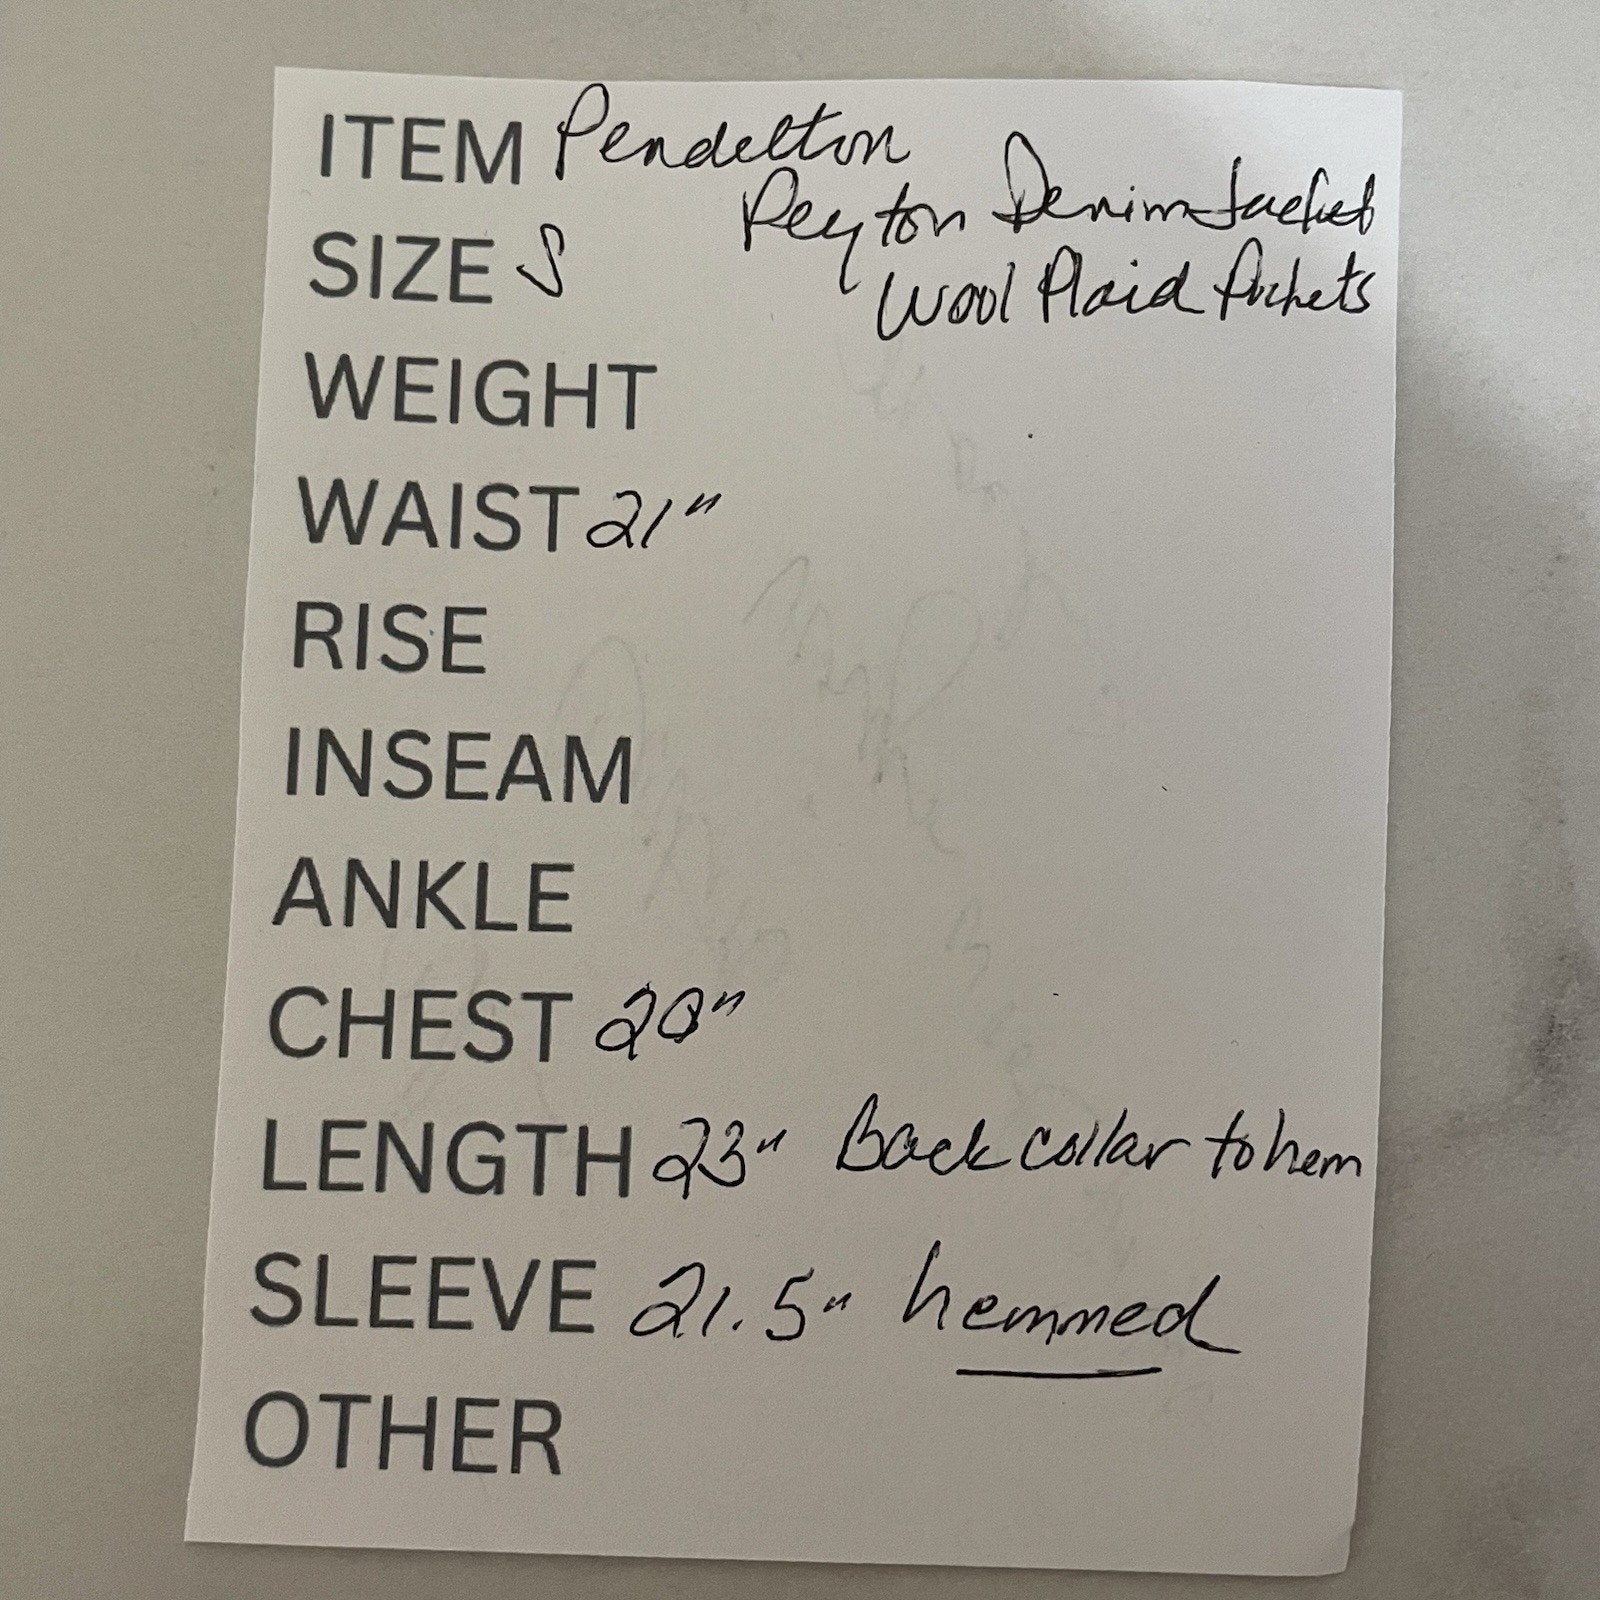 ITEM Pendelton
Peyton Denim Jacket
SIZE S
Wool Plaid Pockets
WEIGHT
WAIST 21"
RISE
INSEAM
ANKLE
CHEST 20"
LENGTH 23" Back collar to hem
SLEEVE 21.5" hemmed
OTHER